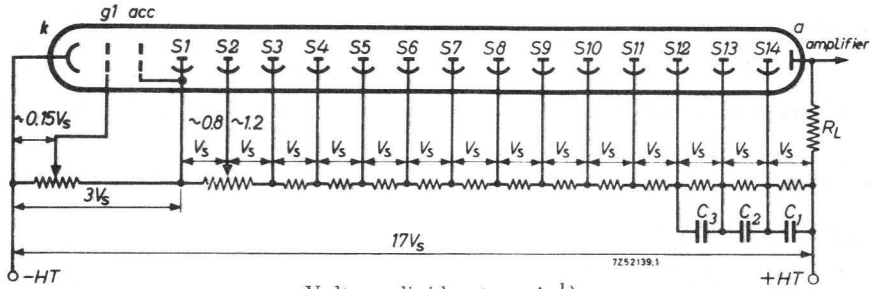 g1 acc
k S1 S2 S3 S4 S5 S6 S7 S8 S9 S10 S11 S12 S13 S14 a amplifier
~0.15Vs ~0.8 ~1.2 RL
Vs Vs Vs Vs Vs Vs Vs Vs Vs Vs Vs Vs Vs Vs
3Vs C3 C2 C1
17Vs
7Z52139.1
-HT +HT